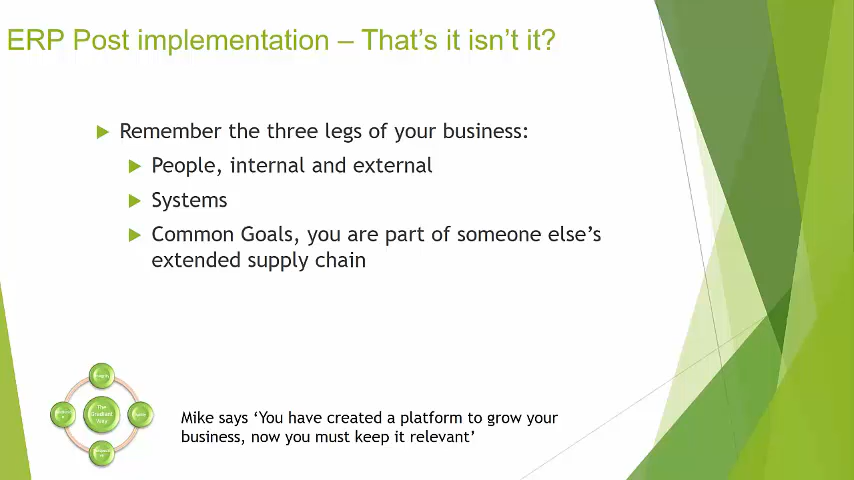 ERP Post implementation – That's it isn't it?
Remember the three legs of your business:
People, internal and external
Systems
Common Goals, you are part of someone else's
extended supply chain
The
Way
Mike says ‘You have created a platform to grow your
business, now you must keep it relevant’